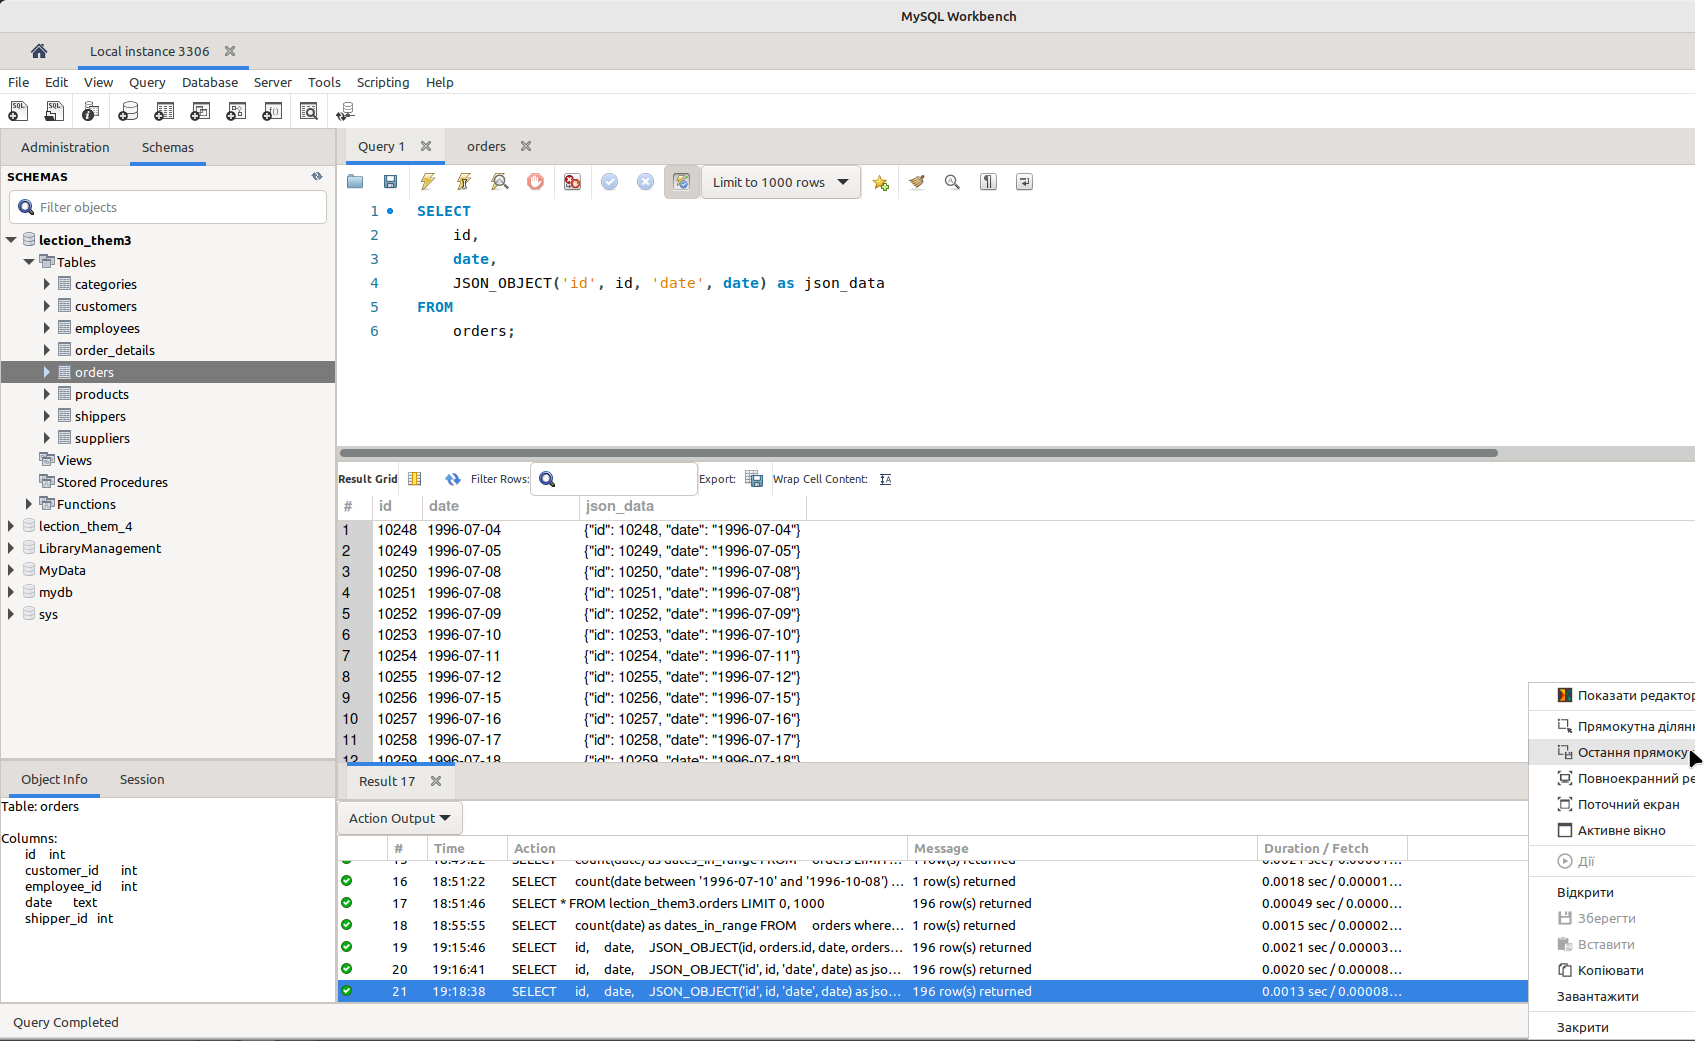 MySQL Workbench
Local instance 3306
File Edit View Query Database Server Tools Scripting Help
Administration Schemas
SCHEMAS
Filter objects
lection_them3
Tables
categories
customers
employees
order_details
orders
products
shippers
suppliers
Views
Stored Procedures
Functions
lection_them_4
LibraryManagement
MyData
mydb
sys
Object Info Session
Table: orders
Columns:
id int
customer_id int
employee_id int
date text
shipper_id int
Query 1 orders
Limit to 1000 rows
1 SELECT
2 id,
3 date,
4 JSON_OBJECT('id', id, 'date', date) as json_data
5 FROM
6 orders;
Result Grid Filter Rows: Export: Wrap Cell Content:
# id date json_data
1 10248 1996-07-04 {"id": 10248, "date": "1996-07-04"}
2 10249 1996-07-05 {"id": 10249, "date": "1996-07-05"}
3 10250 1996-07-08 {"id": 10250, "date": "1996-07-08"}
4 10251 1996-07-08 {"id": 10251, "date": "1996-07-08"}
5 10252 1996-07-09 {"id": 10252, "date": "1996-07-09"}
6 10253 1996-07-10 {"id": 10253, "date": "1996-07-10"}
7 10254 1996-07-11 {"id": 10254, "date": "1996-07-11"}
8 10255 1996-07-12 {"id": 10255, "date": "1996-07-12"}
9 10256 1996-07-15 {"id": 10256, "date": "1996-07-15"}
10 10257 1996-07-16 {"id": 10257, "date": "1996-07-16"}
11 10258 1996-07-17 {"id": 10258, "date": "1996-07-17"}
12 10259 1996-07-18 {"id": 10259, "date": "1996-07-18"}
Result 17
Action Output
# Time Action Message Duration / Fetch
15 18:49:22 SELECT count(date) as dates_in_range FROM orders LIMIT... 1 row(s) returned
16 18:51:22 SELECT count(date between '1996-07-10' and '1996-10-08') ... 1 row(s) returned 0.0018 sec / 0.00001...
17 18:51:46 SELECT * FROM lection_them3.orders LIMIT 0, 1000 196 row(s) returned 0.00049 sec / 0.0000...
18 18:55:55 SELECT count(date) as dates_in_range FROM orders where... 1 row(s) returned 0.0015 sec / 0.00002...
19 19:15:46 SELECT id, date, JSON_OBJECT(id, orders.id, date, orders... 196 row(s) returned 0.0021 sec / 0.00003...
20 19:16:41 SELECT id, date, JSON_OBJECT('id', id, 'date', date) as jso... 196 row(s) returned 0.0020 sec / 0.00008...
21 19:18:38 SELECT id, date, JSON_OBJECT('id', id, 'date', date) as jso... 196 row(s) returned 0.0013 sec / 0.00008...
Query Completed
Показати редактор
Прямокутна ділян
Остання прямоку
Повноекранний ре
Поточний екран
Активне вікно
Дії
Відкрити
Зберегти
Вставити
Копіювати
Завантажити
Закрити